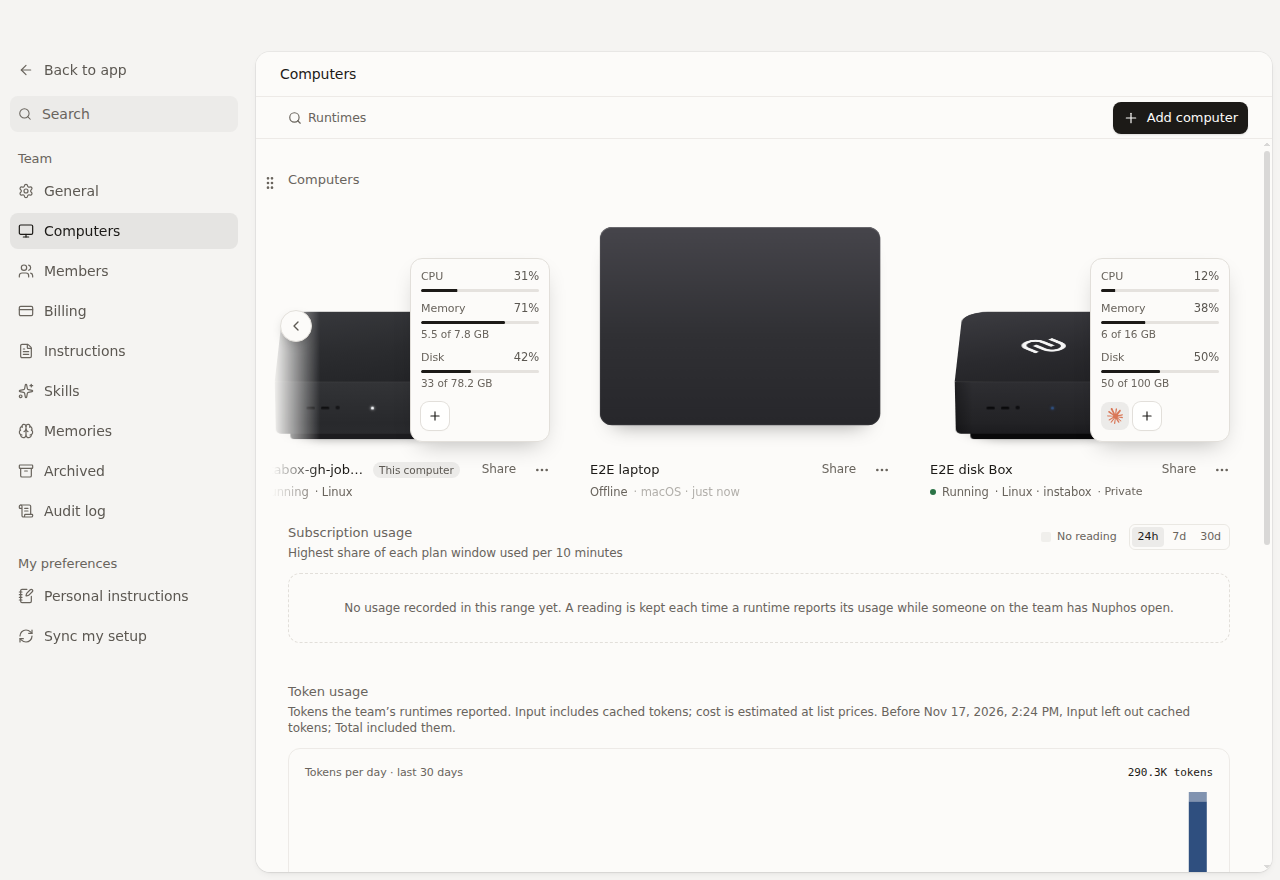 Back to app
Search
Team
General
Computers
Members
Billing
Instructions
Skills
Memories
Archived
Audit log
My preferences
Personal instructions
Sync my setup
Computers
Runtimes
Add computer
Computers
CPU 31%
Memory 71%
5.5 of 7.8 GB
Disk 42%
33 of 78.2 GB
abox-gh-job… This computer Share
nning · Linux
E2E laptop Share
Offline · macOS · just now
CPU 12%
Memory 38%
6 of 16 GB
Disk 50%
50 of 100 GB
E2E disk Box Share
Running · Linux · instabox · Private
Subscription usage
Highest share of each plan window used per 10 minutes
No reading 24h 7d 30d
No usage recorded in this range yet. A reading is kept each time a runtime reports its usage while someone on the team has Nuphos open.
Token usage
Tokens the team’s runtimes reported. Input includes cached tokens; cost is estimated at list prices. Before Nov 17, 2026, 2:24 PM, Input left out cached
tokens; Total included them.
Tokens per day · last 30 days 290.3K tokens